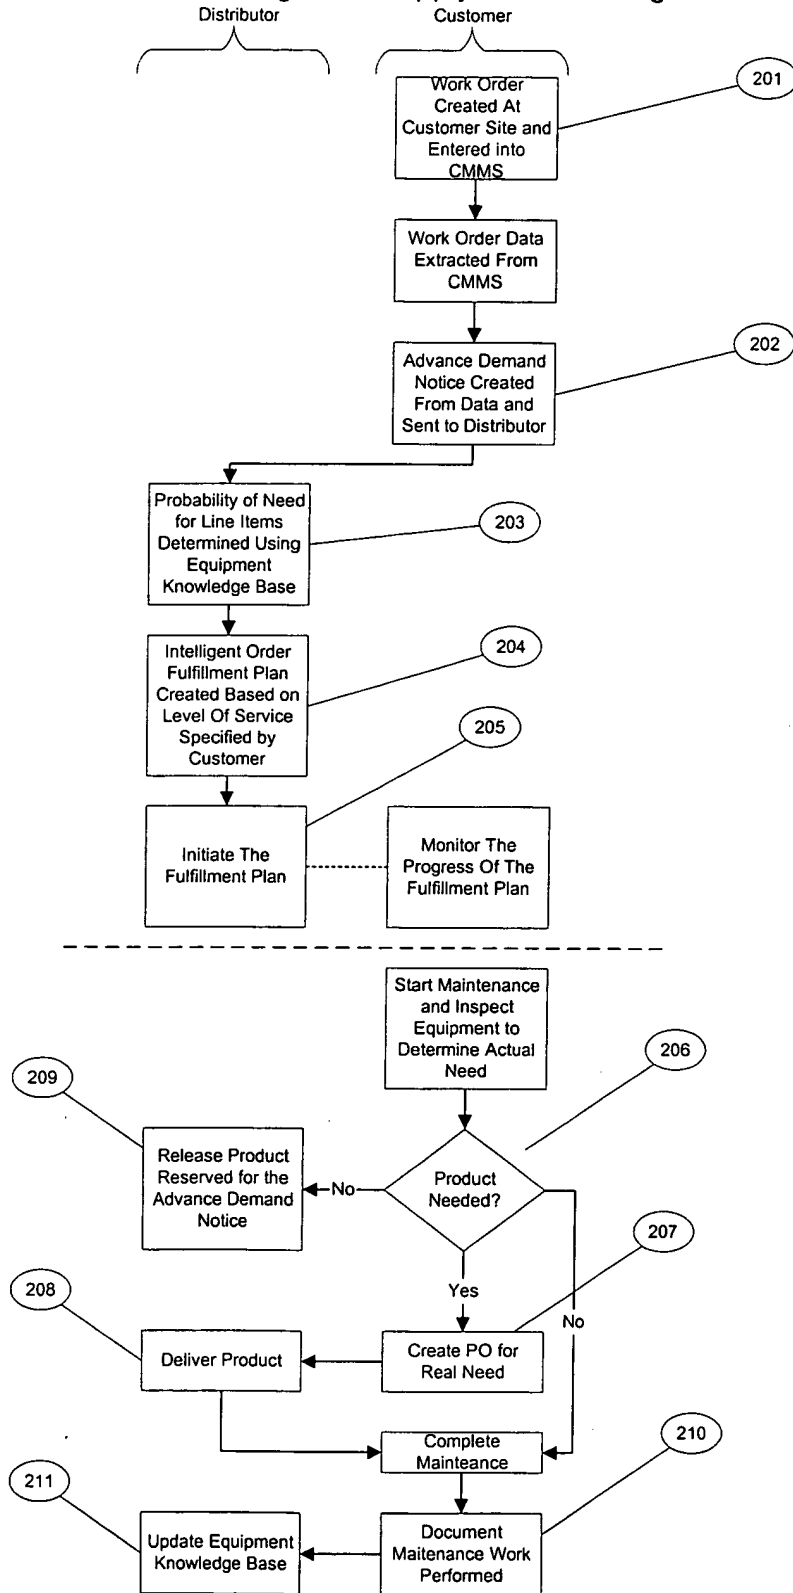 Distributor
Customer
Work Order
Created At
Customer Site and
Entered into
CMMS
201
Work Order Data
Extracted From
CMMS
Advance Demand
Notice Created
From Data and
Sent to Distributor
202
Probability of Need
for Line Items
Determined Using
Equipment
Knowledge Base
203
Intelligent Order
Fulfillment Plan
Created Based on
Level Of Service
Specified by
Customer
204
205
Initiate The
Fulfillment Plan
Monitor The
Progress Of The
Fulfillment Plan
Start Maintenance
and Inspect
Equipment to
Determine Actual
Need
206
209
Release Product
Reserved for the
Advance Demand
Notice
No
Product
Needed?
207
Yes
No
208
Deliver Product
Create PO for
Real Need
Complete
Mainteance
210
211
Update Equipment
Knowledge Base
Document
Maitenance Work
Performed